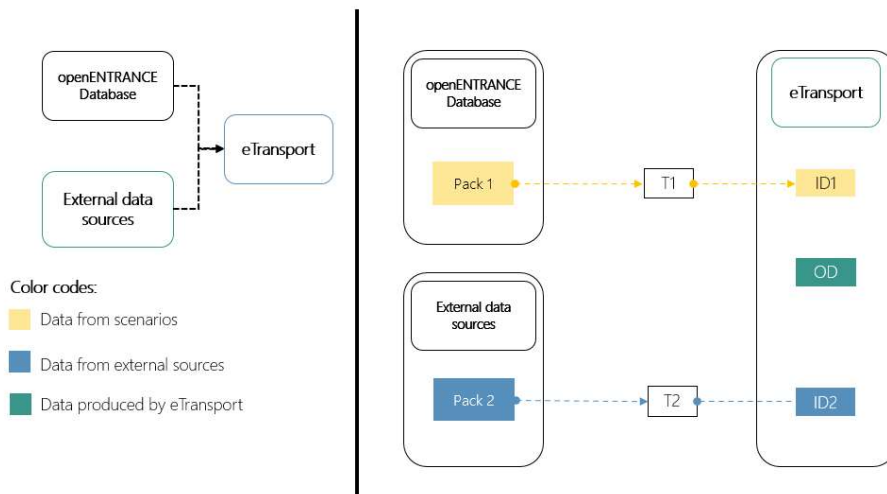 openENTRANCE
Database
eTransport
External data
sources
Color codes:
Data from scenarios
Data from external sources
Data produced by eTransport
openENTRANCE
Database
Pack 1
T1
eTransport
ID1
OD
External data
sources
Pack 2
T2
ID2